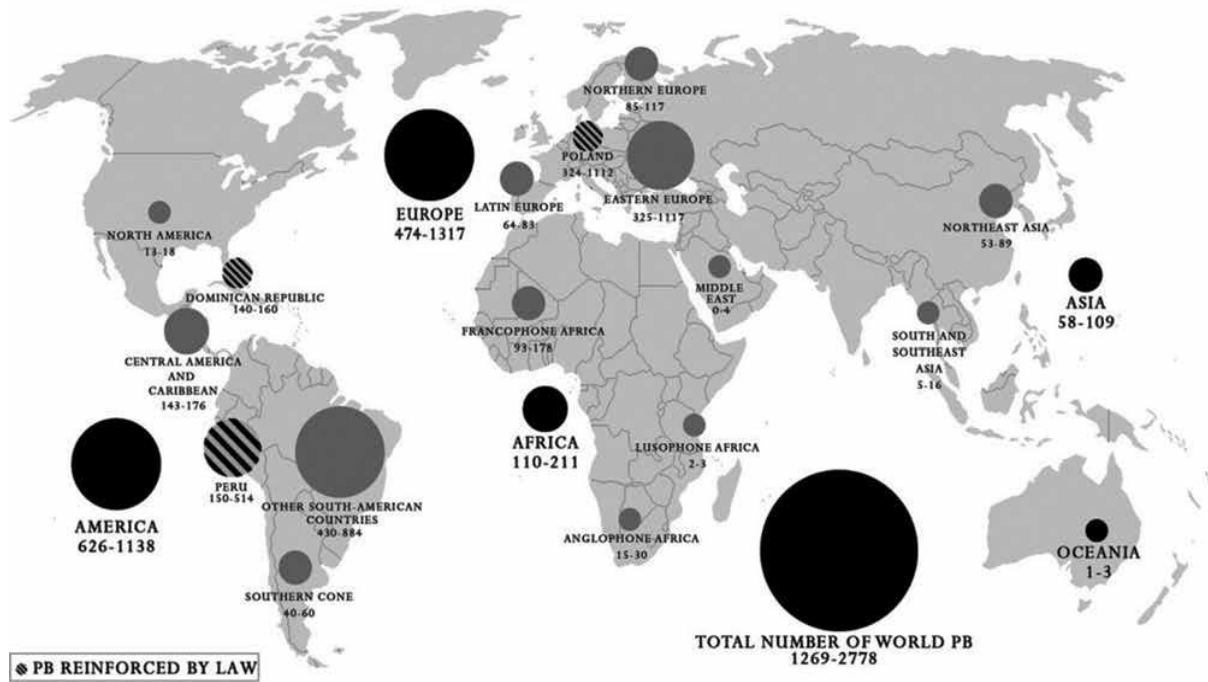 NORTHERN EUROPE
85-117
POLAND
324-1112
EUROPE
474-1317
LATIN EUROPE
64-83
EASTERN EUROPE
325-1117
NORTH AMERICA
T3-18
NORTHEAST ASIA
53-89
DOMINICAN REPUBLIC
140-160
MIDDLE
EAST
0-4
ASIA
58-109
FRANCOPHONE AFRICA
93-178
SOUTH AND
SOUTHEAST
ASIA
5-16
CENTRAL AMERICA
AND
CARIBBEAN
143-176
AFRICA
110-211
LUSOPHONE AFRICA
2-3
PERU
150-514
OTHER SOUTH-AMERICAN
COUNTRIES
430-884
AMERICA
626-1138
ANGLOPHONE AFRICA
15-30
OCEANIA
1-3
SOUTHERN CONE
40-60
TOTAL NUMBER OF WORLD PB
1269-2778
PB REINFORCED BY LAW